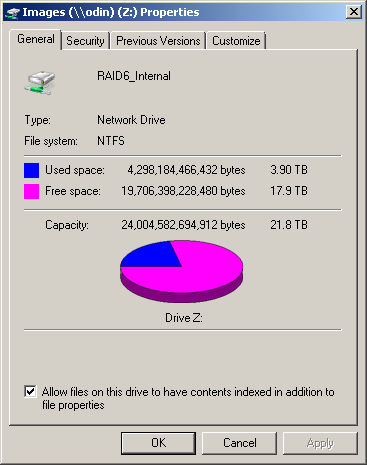 Images (\\odin) (Z:) Properties
General Security Previous Versions Customize
RAID6_Internal
Type: Network Drive
File system: NTFS
Used space: 4,298,184,466,432 bytes 3.90 TB
Free space: 19,706,398,228,480 bytes 17.9 TB
Capacity: 24,004,582,694,912 bytes 21.8 TB
Drive Z:
Allow files on this drive to have contents indexed in addition to
file properties
OK Cancel Apply